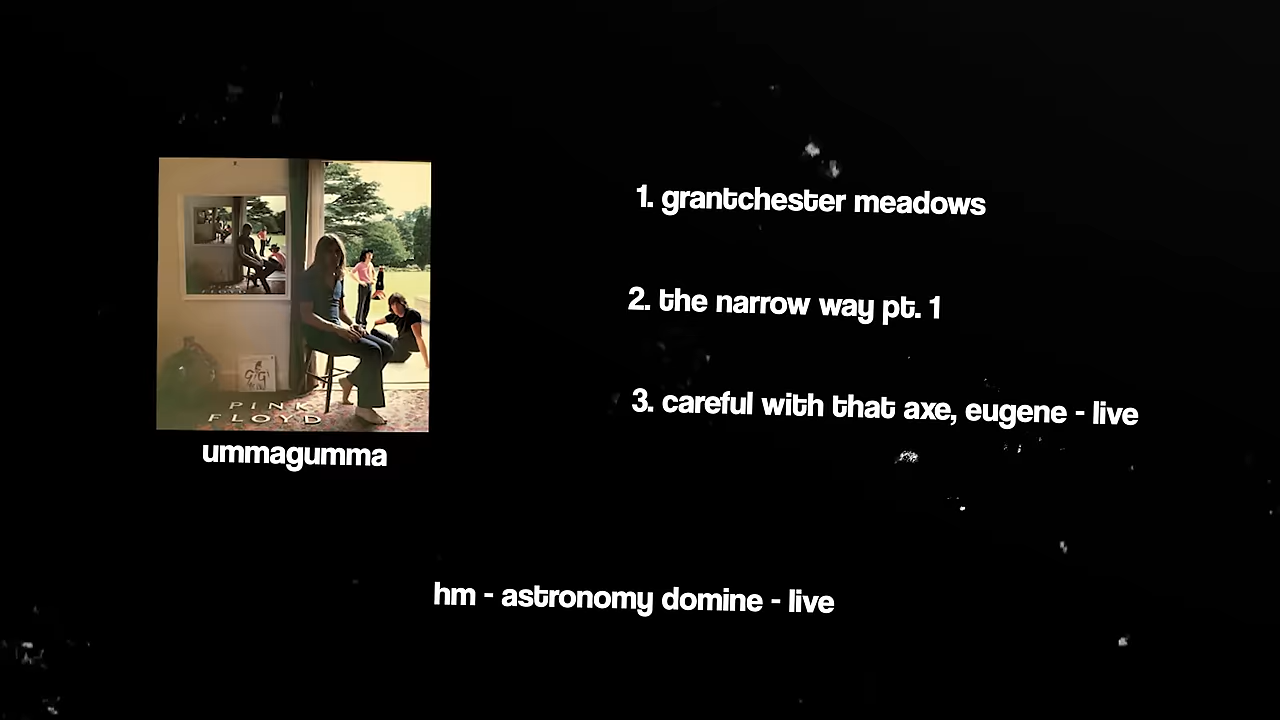 1. grantchester meadows
2. the narrow way pt. 1
3. careful with that axe, eugene - live
GIGI
PINK
FLOYD
ummagumma
hm - astronomy domine - live